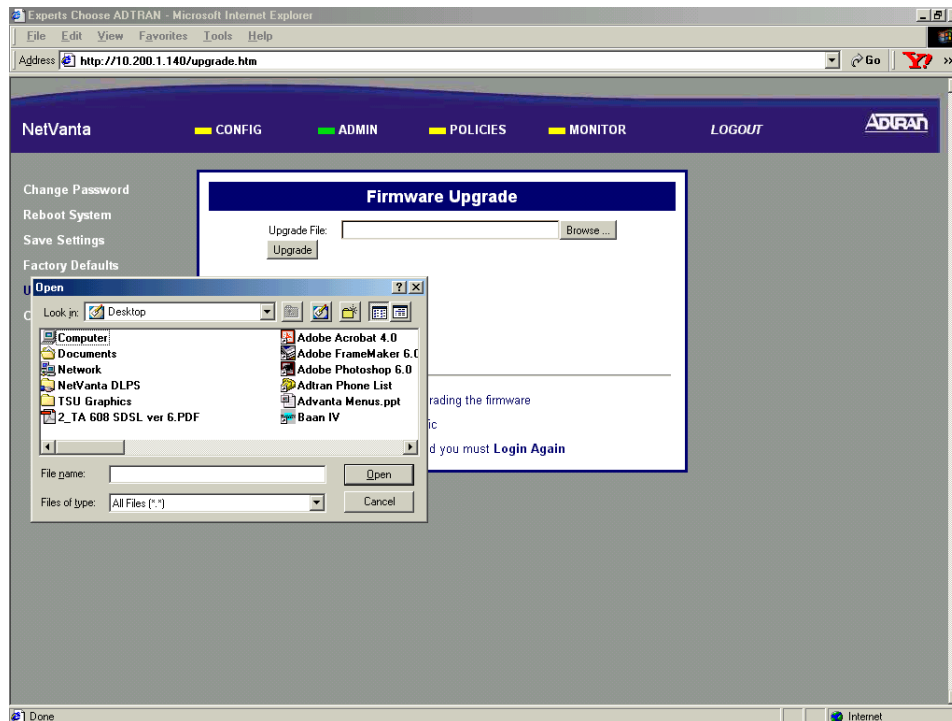 Experts Choose ADTRAN - Microsoft Internet Explorer
File Edit View Favorites Tools Help
Address http://10.200.1.140/upgrade.htm Go Y! »
NetVanta CONFIG ADMIN POLICIES MONITOR LOGOUT ADTRAN
Change Password
Reboot System
Save Settings
Factory Defaults
Firmware Upgrade
Upgrade File: Browse ...
Upgrade
Open
Look in: Desktop
Computer
Documents
Network
NetVanta DLPS
TSU Graphics
2_TA 608 SDSL ver 6.PDF
Adobe Acrobat 4.0
Adobe FrameMaker 6.0
Adobe Photoshop 6.0
Adtran Phone List
Advanta Menus.ppt
Baan IV
File name: Open
Files of type: All Files (*.*) Cancel
rading the firmware
ic
d you must Login Again
Done Internet